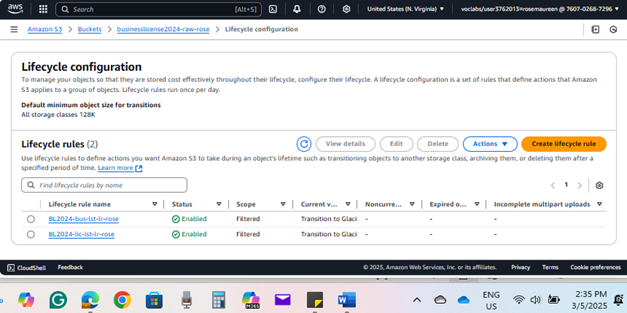 aws
Search
[Alt+S]
United States (N. Virginia)
voclabs/user3762013=rosemaureen @ 7607-0268-7296
Amazon S3
Buckets
businesslicense2024-raw-rose
Lifecycle configuration
Lifecycle configuration
To manage your objects so that they are stored cost effectively throughout their lifecycle, configure their lifecycle. A lifecycle configuration is a set of rules that define actions that Amazon
S3 applies to a group of objects. Lifecycle rules run once per day.
Default minimum object size for transitions
All storage classes 128K
Lifecycle rules (2)
View details
Edit
Delete
Actions
Create lifecycle rule
Use lifecycle rules to define actions you want Amazon S3 to take during an object's lifetime such as transitioning objects to another storage class, archiving them, or deleting them after a
specified period of time. Learn more
Find lifecycle rules by name
1
Lifecycle rule name
Status
Scope
Current v...
Noncurre...
Expired o...
Incomplete multipart uploads
BL2024-bus-lst-lr-rose
Enabled
Filtered
Transition to Glaci
-
-
-
BL2024-lic-lst-lr-rose
Enabled
Filtered
Transition to Glaci
-
-
-
CloudShell
Feedback
© 2025, Amazon Web Services, Inc. or its affiliates.
Privacy
Terms
Cookie preferences
M365
ENG
US
2:35 PM
3/5/2025